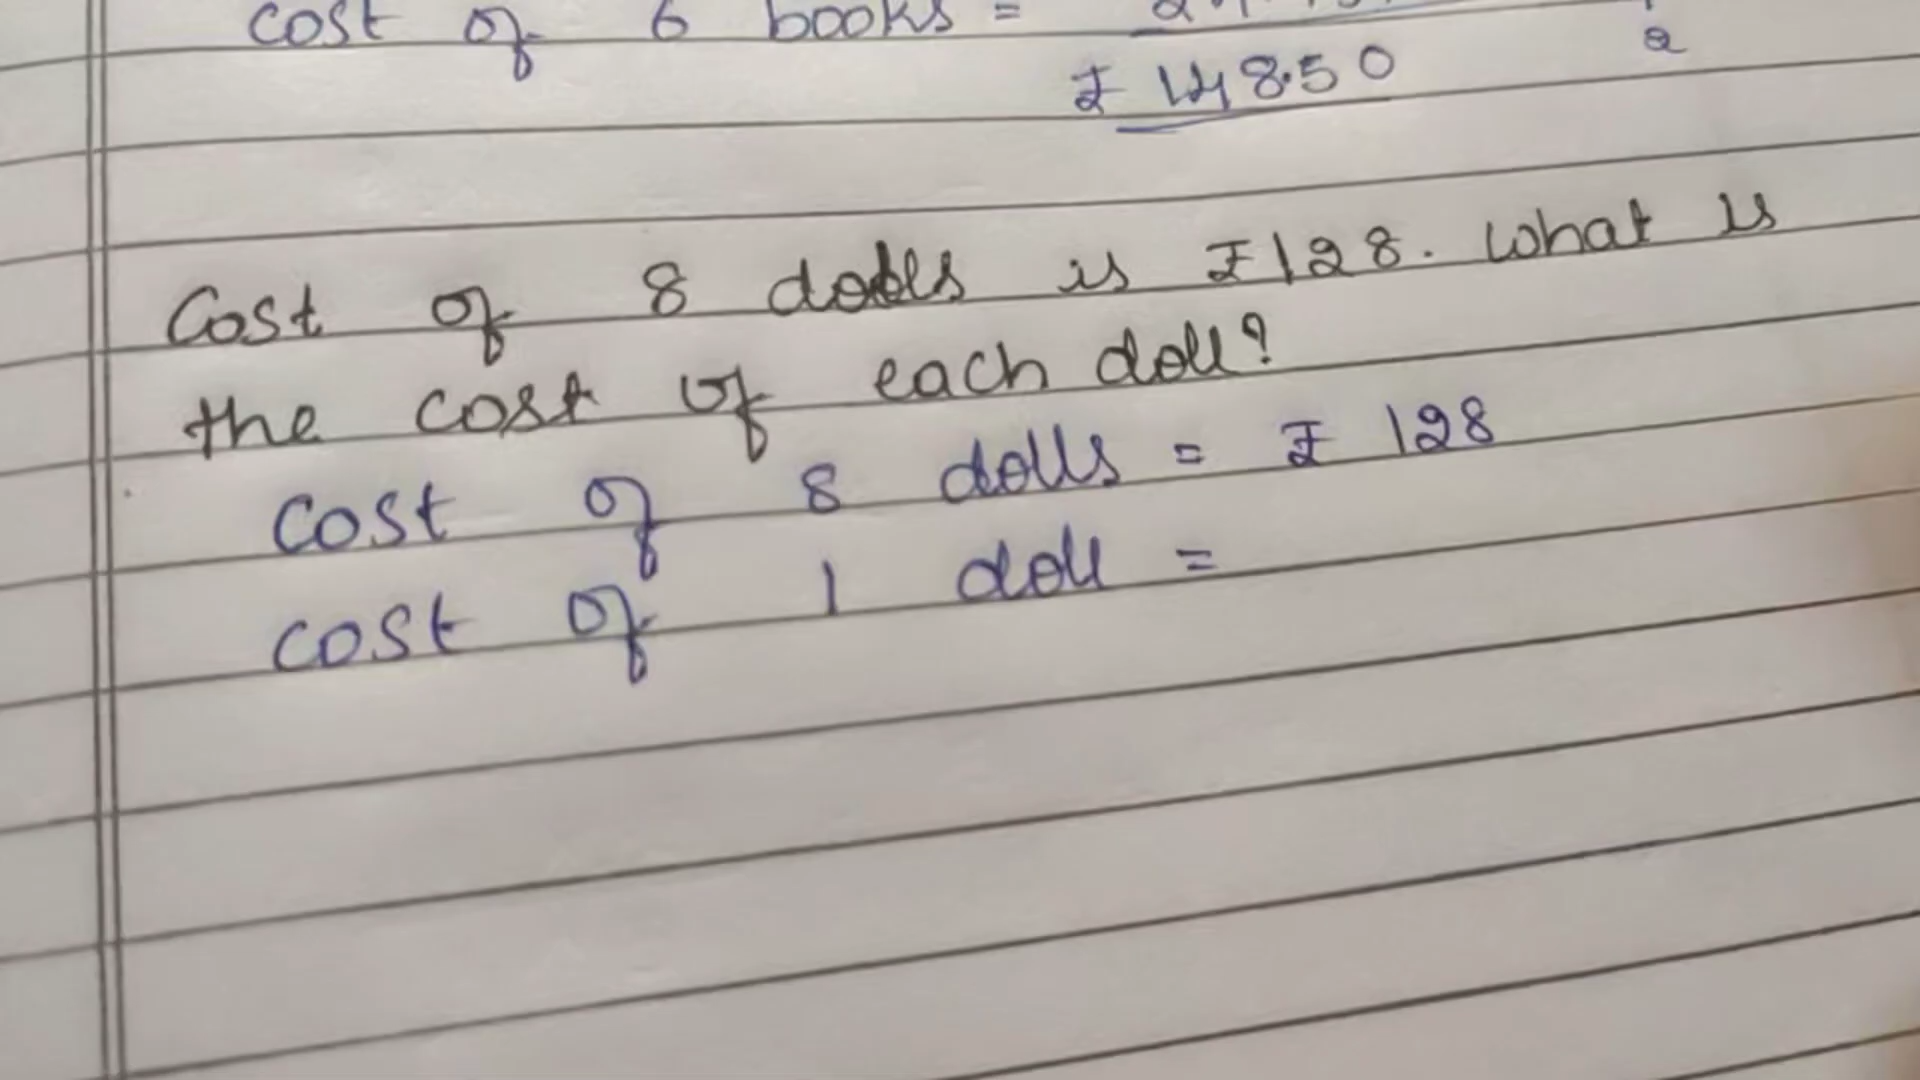 cost of 6 books =
₹ 148.50
2
Cost of 8 dolls is ₹128. What is
the cost of each doll?
cost of 8 dolls = ₹ 128
cost of 1 doll =